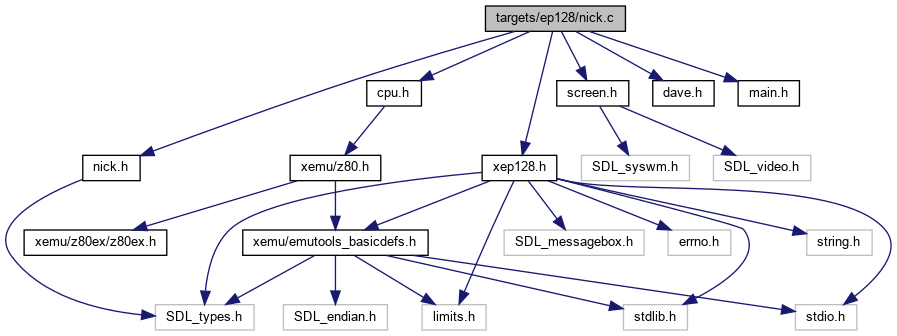 targets/ep128/nick.c
cpu.h
screen.h
dave.h
main.h
nick.h
xemu/z80.h
xep128.h
SDL_syswm.h
SDL_video.h
xemu/z80ex/z80ex.h
xemu/emutools_basicdefs.h
SDL_messagebox.h
errno.h
string.h
SDL_types.h
SDL_endian.h
limits.h
stdlib.h
stdio.h